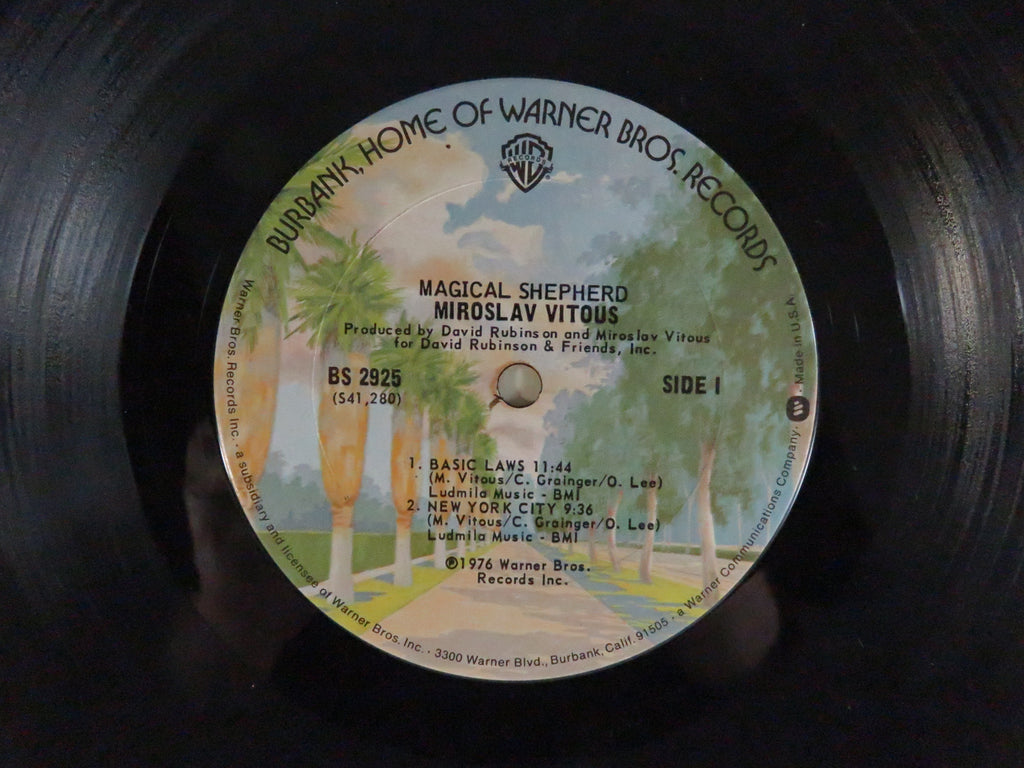 BURBANK, HOME OF WARNER BROS. RECORDS
W
RECORDS
MAGICAL SHEPHERD
MIROSLAV VITOUS
Produced by David Rubinson and Miroslav Vitous
for David Rubinson & Friends, Inc.
BS 2925
(S41,280)
SIDE 1
1. BASIC LAWS 11:44
(M. Vitous/C. Grainger/O. Lee)
Ludmila Music - BMI
2. NEW YORK CITY 9:36
(M. Vitous/C. Grainger/O. Lee)
Ludmila Music - BMI
℗1976 Warner Bros.
Records Inc.
Warner Bros. Records Inc. · a subsidiary and licensee of Warner Bros. Inc. · 3300 Warner Blvd., Burbank, Calif. 91505 · a Warner Communications Company · Made in U.S.A.